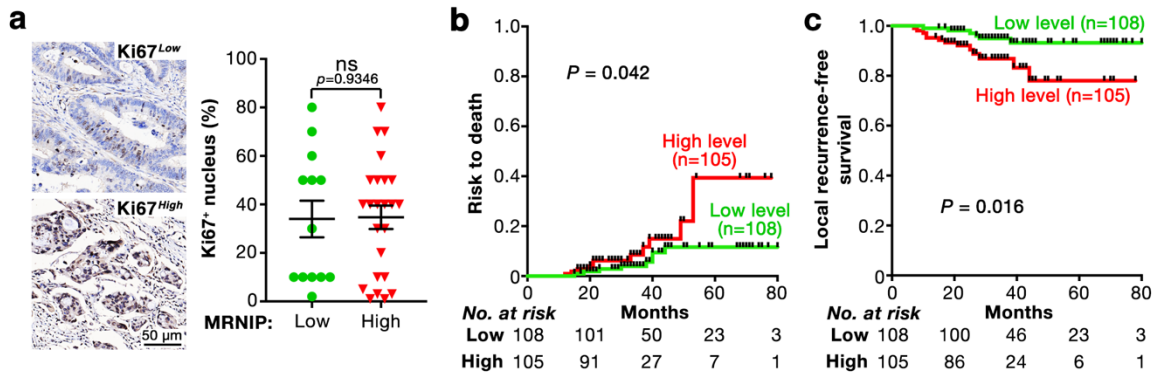 a
Ki67Low
Ki67High
50 µm
Ki67+ nucleus (%)
100
80
60
40
20
0
ns
p=0.9346
MRNIP: Low High
b
Risk to death
1
0.8
0.6
0.4
0.2
0
P = 0.042
High level
(n=105)
Low level
(n=108)
0 20 40 60 80
No. at risk Months
Low 108 101 50 23 3
High 105 91 27 7 1
c
Local recurrence-free
survival
1.0
0.8
0.6
0.4
0.2
0
Low level (n=108)
High level (n=105)
P = 0.016
0 20 40 60 80
No. at risk Months
Low 108 100 46 23 3
High 105 86 24 6 1